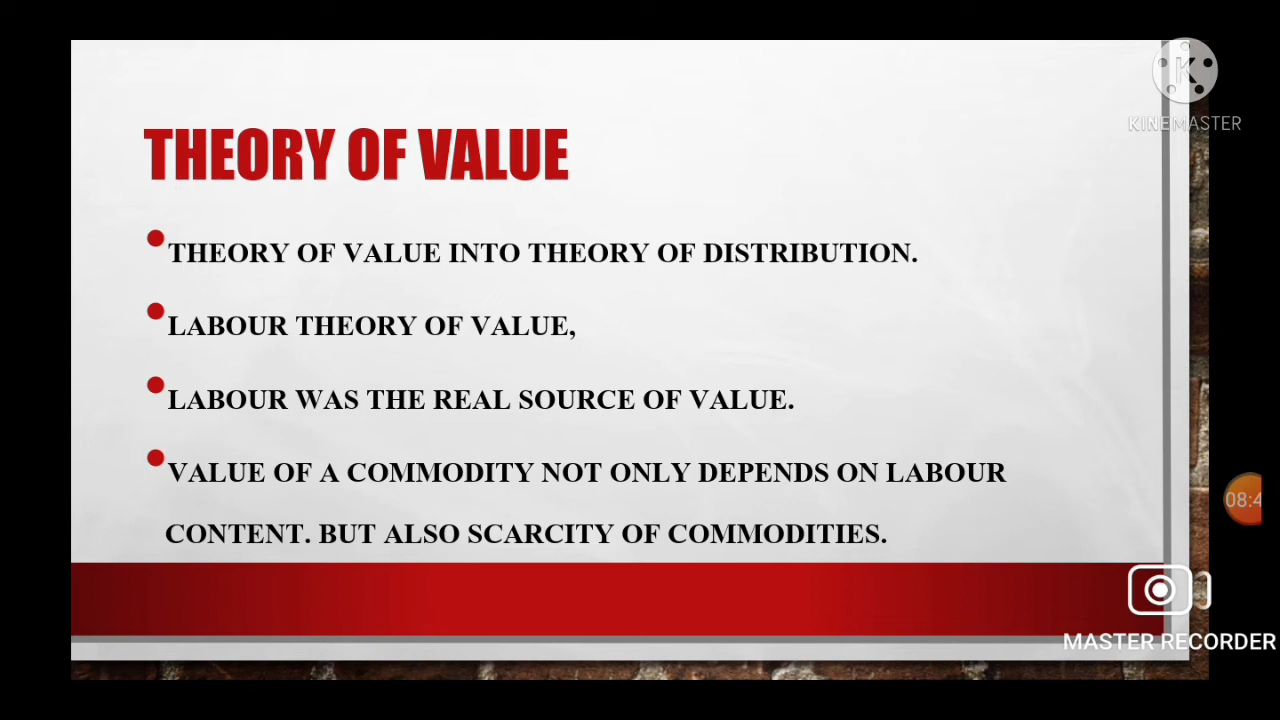 KINEMASTER
THEORY OF VALUE
THEORY OF VALUE INTO THEORY OF DISTRIBUTION.
LABOUR THEORY OF VALUE,
LABOUR WAS THE REAL SOURCE OF VALUE.
VALUE OF A COMMODITY NOT ONLY DEPENDS ON LABOUR
CONTENT. BUT ALSO SCARCITY OF COMMODITIES.
08:4
MASTER RECORDER